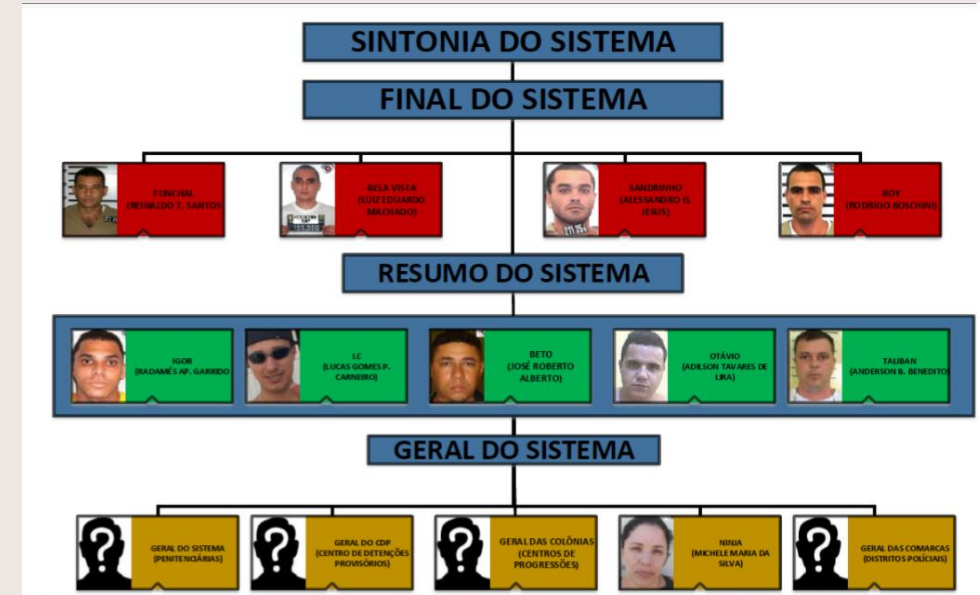 SINTONIA DO SISTEMA
FINAL DO SISTEMA
FUNCHAL
(REINALDO T. SANTOS
BELA VISTA
(LUIZ EDUARDO
MACHADO)
SANDRINHO
(ALESSANDRO G.
JESUS)
BOY
(RODRIGO BOSCHINI)
RESUMO DO SISTEMA
IGOR
(RADAMÉS AP. GARRIDO
LC
(LUCAS GOMES P.
CARNEIRO)
BETO
(JOSÉ ROBERTO
ALBERTO)
OTÁVIO
(ADILSON TAVARES DE
LIRA)
TALIBAN
(ANDERSON B. BENEDITO)
GERAL DO SISTEMA
GERAL DO SISTEMA
(PENITENCIÁRIAS)
GERAL DO CDP
(CENTRO DE DETENÇÕES
PROVISÓRIOS)
GERAL DAS COLÔNIAS
(CENTROS DE
PROGRESSÕES)
NINJA
(MICHELE MARIA DA
SILVA)
GERAL DAS COMARCAS
(DISTRITOS POLÍCIAIS)